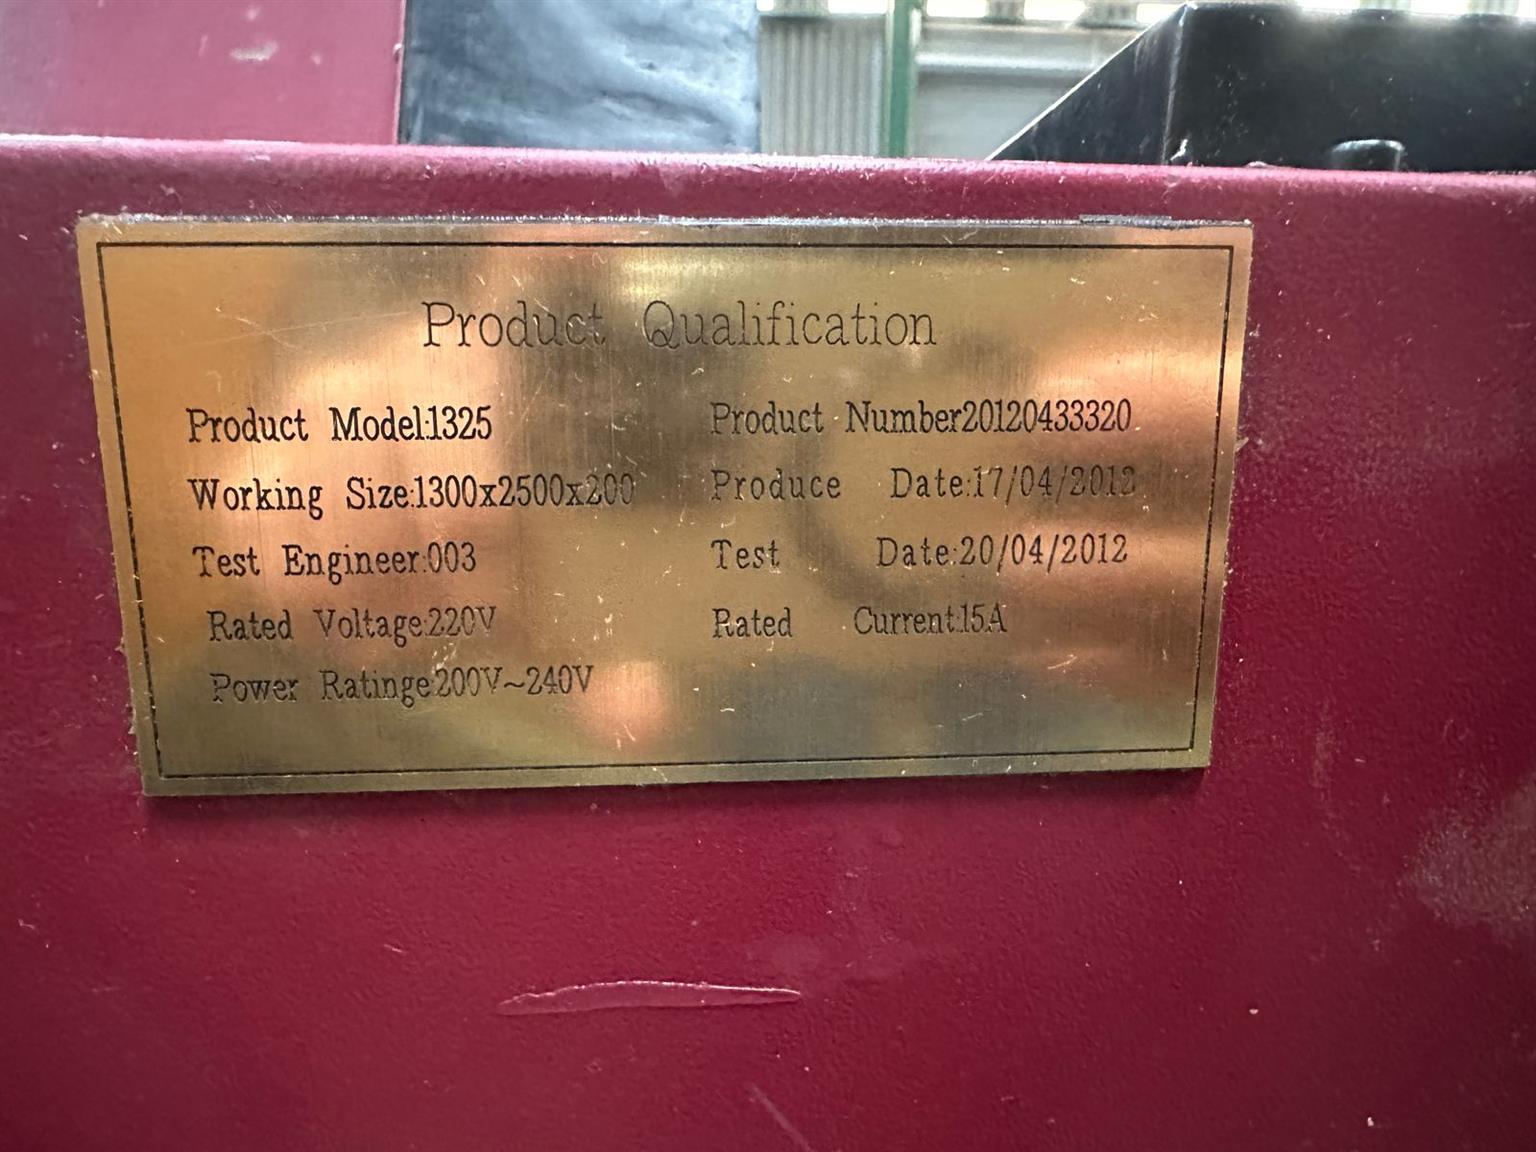 Product Qualification
Product Model:1325 Product Number20120433320
Working Size:1300x2500x200 Produce Date:17/04/2012
Test Engineer:003 Test Date:20/04/2012
Rated Voltage:220V Rated Current:15A
Power Ratinge:200V~240V